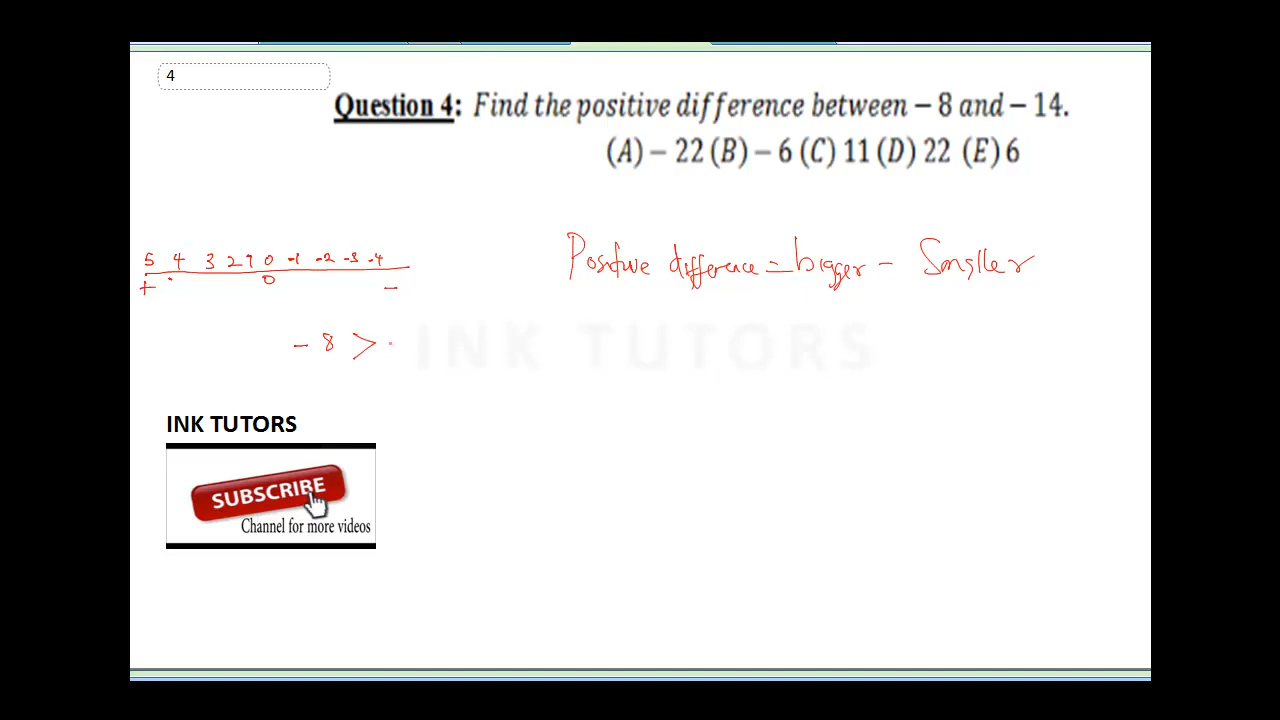 4
Question 4: Find the positive difference between – 8 and – 14.
(A) – 22 (B) – 6 (C) 11 (D) 22 (E) 6
5 4 3 2 1 0 -1 -2 -3 -4
+ 0 –
Positive difference = bigger – Smaller
– 8 >
INK TUTORS
INK TUTORS
SUBSCRIBE
Channel for more videos